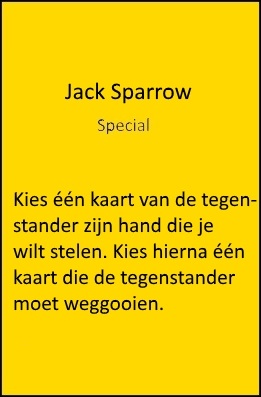 Jack Sparrow
Special
Kies één kaart van de tegen-
stander zijn hand die je
wilt stelen. Kies hierna één
kaart die de tegenstander
moet weggooien.